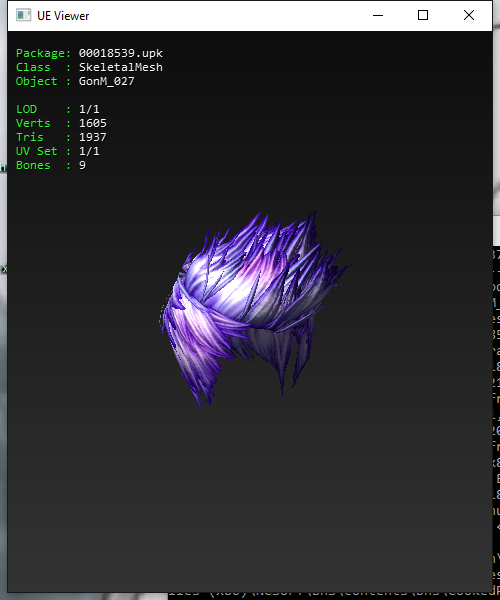 UE Viewer
Package: 00018539.upk
Class : SkeletalMesh
Object : GonM_027
LOD : 1/1
Verts : 1605
Tris : 1937
UV Set : 1/1
Bones : 9